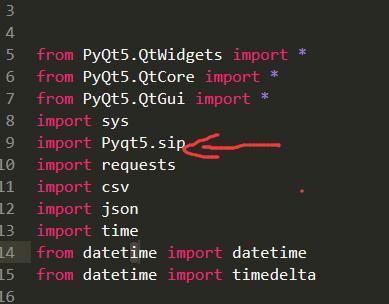 3
4
5 from PyQt5.QtWidgets import *
6 from PyQt5.QtCore import *
7 from PyQt5.QtGui import *
8 import sys
9 import Pyqt5.sip
10 import requests
11 import csv
12 import json
13 import time
14 from datetime import datetime
15 from datetime import timedelta
16